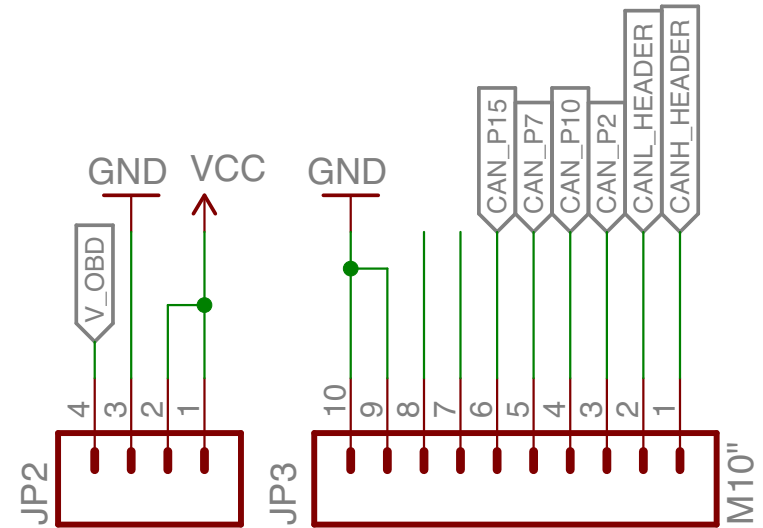 GND
VCC
GND
V_OBD
CAN_P15
CAN_P7
CAN_P10
CAN_P2
CANL_HEADER
CANH_HEADER
4
3
2
1
10
9
8
7
6
5
4
3
2
1
JP2
JP3
M10"